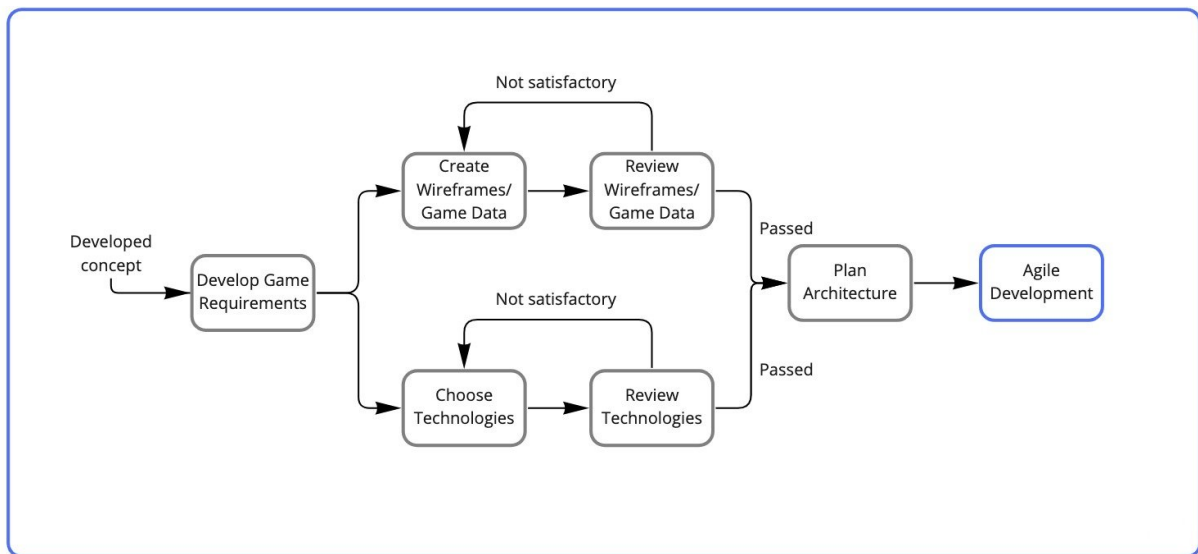 Not satisfactory
Create
Wireframes/
Game Data
Review
Wireframes/
Game Data
Passed
Developed
concept
Develop Game
Requirements
Plan
Architecture
Agile
Development
Not satisfactory
Passed
Choose
Technologies
Review
Technologies